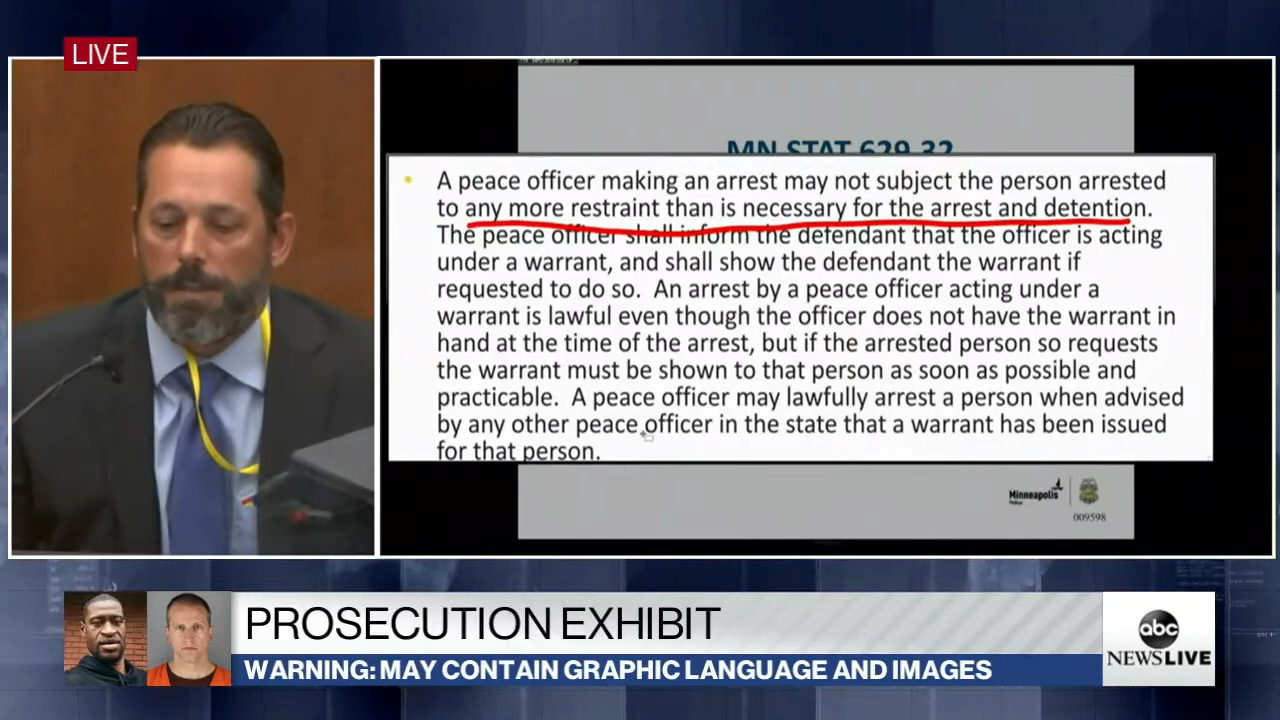 LIVE
MN STAT 629.32
A peace officer making an arrest may not subject the person arrested
to any more restraint than is necessary for the arrest and detention.
The peace officer shall inform the defendant that the officer is acting
under a warrant, and shall show the defendant the warrant if
requested to do so. An arrest by a peace officer acting under a
warrant is lawful even though the officer does not have the warrant in
hand at the time of the arrest, but if the arrested person so requests
the warrant must be shown to that person as soon as possible and
practicable. A peace officer may lawfully arrest a person when advised
by any other peace officer in the state that a warrant has been issued
for that person.
Minneapolis
Police
009598
PROSECUTION EXHIBIT
WARNING: MAY CONTAIN GRAPHIC LANGUAGE AND IMAGES
abc
NEWSLIVE